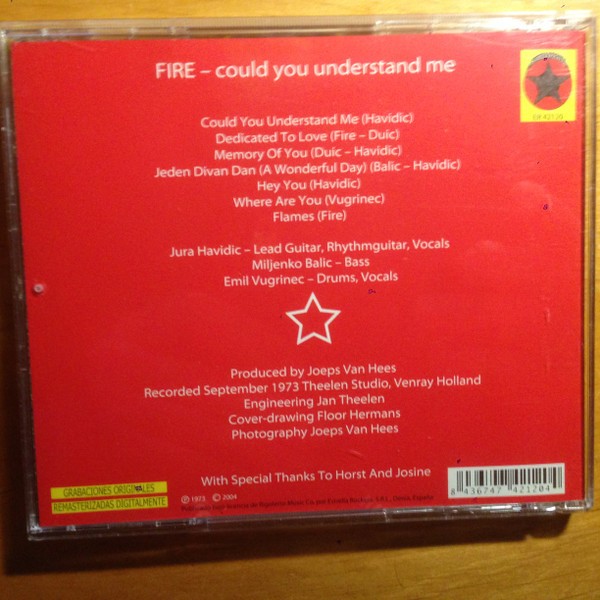 FIRE – could you understand me
Could You Understand Me (Havidic)
Dedicated To Love (Fire – Duic)
Memory Of You (Duic – Havidic)
Jeden Divan Dan (A Wonderful Day) (Balic – Havidic)
Hey You (Havidic)
Where Are You (Vugrinec)
Flames (Fire)
Jura Havidic – Lead Guitar, Rhythmguitar, Vocals
Miljenko Balic – Bass
Emil Vugrinec – Drums, Vocals
Produced by Joeps Van Hees
Recorded September 1973 Theelen Studio, Venray Holland
Engineering Jan Theelen
Cover-drawing Floor Hermans
Photography Joeps Van Hees
With Special Thanks To Horst And Josine
GRABACIONES ORIGINALES
REMASTERIZADAS DIGITALMENTE
℗ 1973 © 2004
8 436747 421204